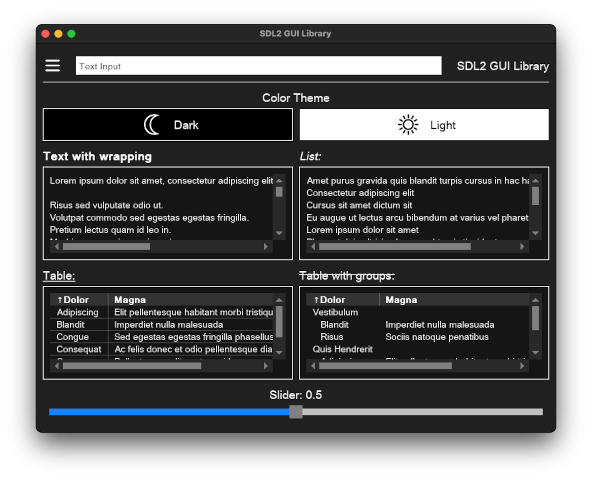 SDL2 GUI Library
Text Input
SDL2 GUI Library
Color Theme
Dark
Light
Text with wrapping
Lorem ipsum dolor sit amet, consectetur adipiscing elit
Risus sed vulputate odio ut.
Volutpat commodo sed egestas egestas fringilla.
Pretium lectus quam id leo in.
List:
Amet purus gravida quis blandit turpis cursus in hac ha
Consectetur adipiscing elit
Cursus sit amet dictum sit
Eu augue ut lectus arcu bibendum at varius vel pharet
Lorem ipsum dolor sit amet
Table:
↑Dolor Magna
Adipiscing Elit pellentesque habitant morbi tristiqu
Blandit Imperdiet nulla malesuada
Congue Sed egestas egestas fringilla phasellus
Consequat Ac felis donec et odio pellentesque dia
Table with groups:
↑Dolor Magna
Vestibulum
Blandit Imperdiet nulla malesuada
Risus Sociis natoque penatibus
Quis Hendrerit
Slider: 0.5